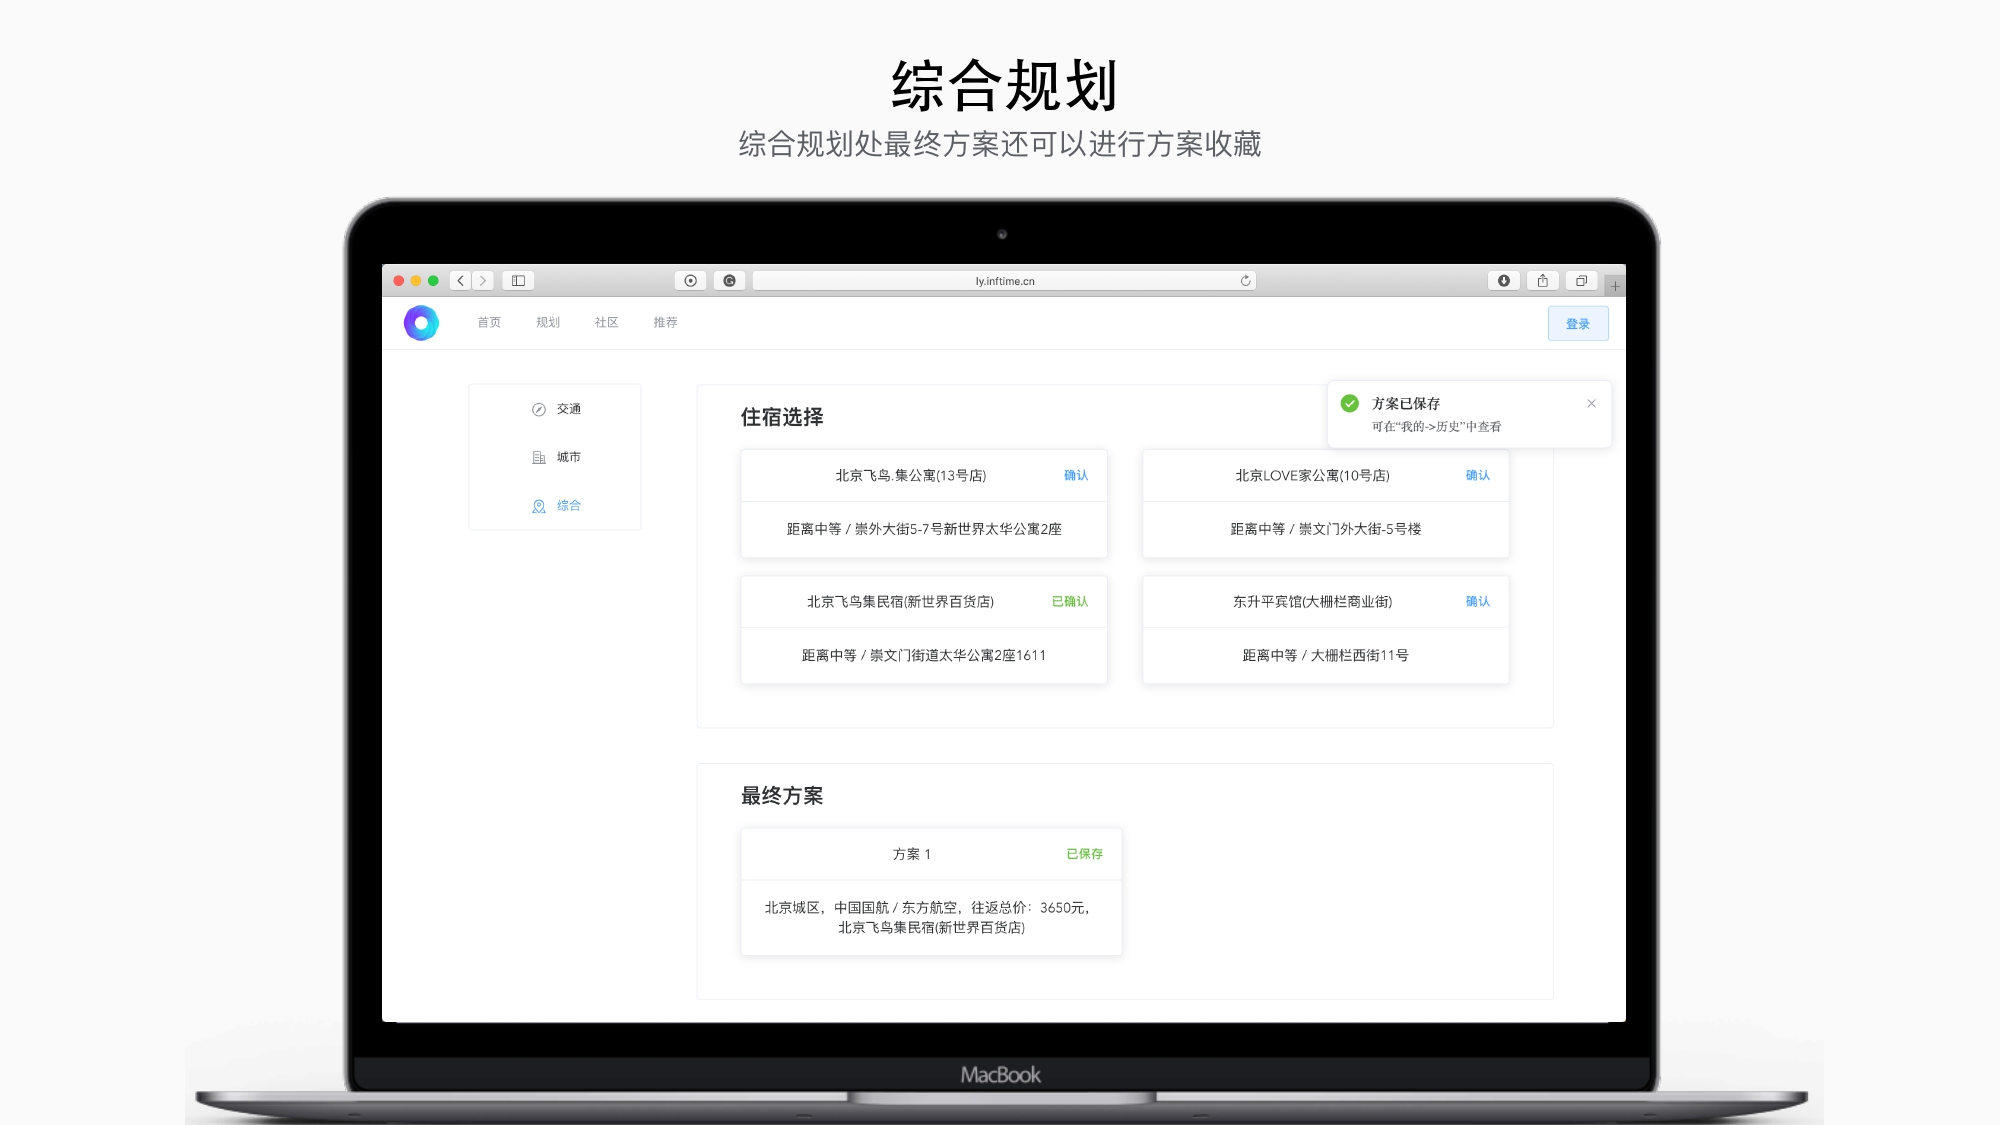 综合规划
综合规划处最终方案还可以进行方案收藏
ly.inftime.cn
首页
规划
社区
推荐
登录
交通
城市
综合
住宿选择
方案已保存
可在“我的->历史”中查看
北京飞鸟.集公寓(13号店)
确认
距离中等 / 崇外大街5-7号新世界太华公寓2座
北京LOVE家公寓(10号店)
确认
距离中等 / 崇文门外大街-5号楼
北京飞鸟集民宿(新世界百货店)
已确认
距离中等 / 崇文门街道太华公寓2座1611
东升平宾馆(大栅栏商业街)
确认
距离中等 / 大栅栏西街11号
最终方案
方案 1
已保存
北京城区，中国国航 / 东方航空，往返总价：3650元，
北京飞鸟集民宿(新世界百货店)
MacBook